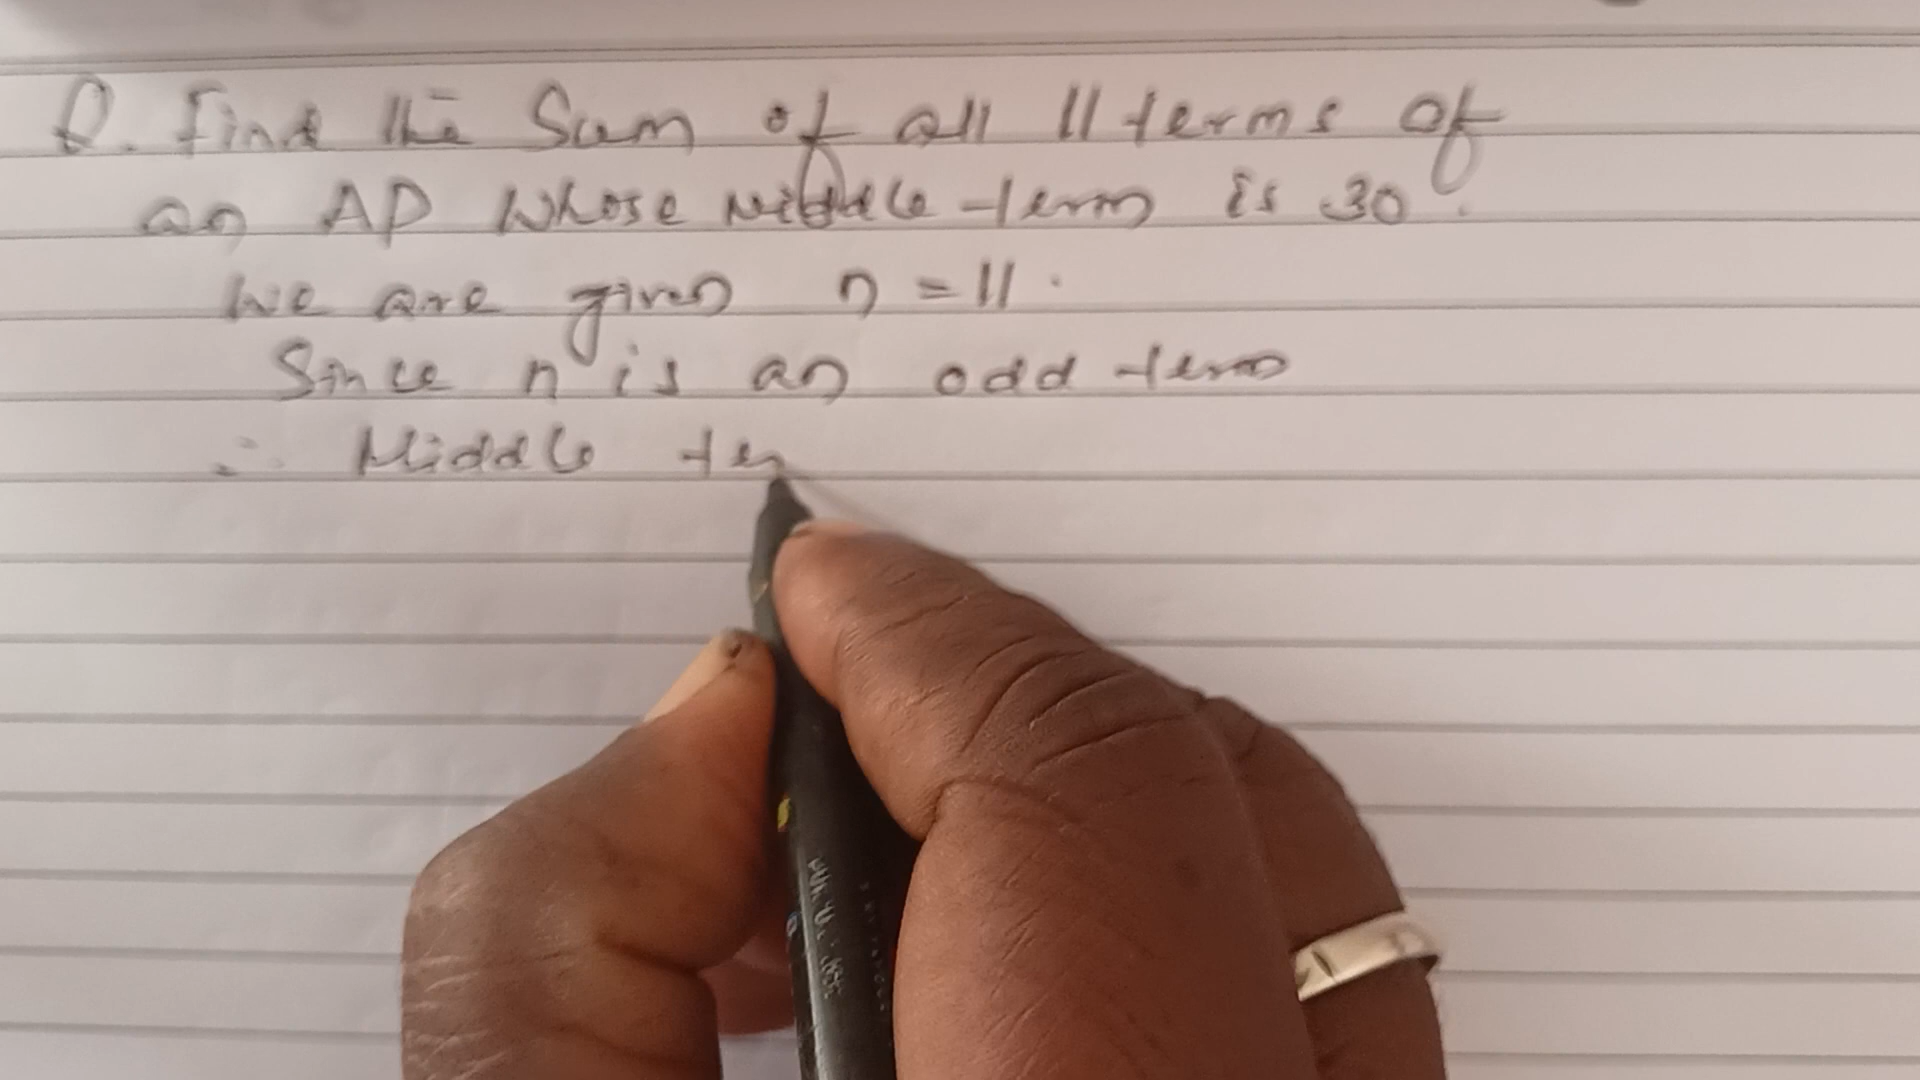 Q. Find the Sum of all 11 terms of
an AP whose middle term is 30.
We are given n = 11.
Since n is an odd term
∴ Middle ter